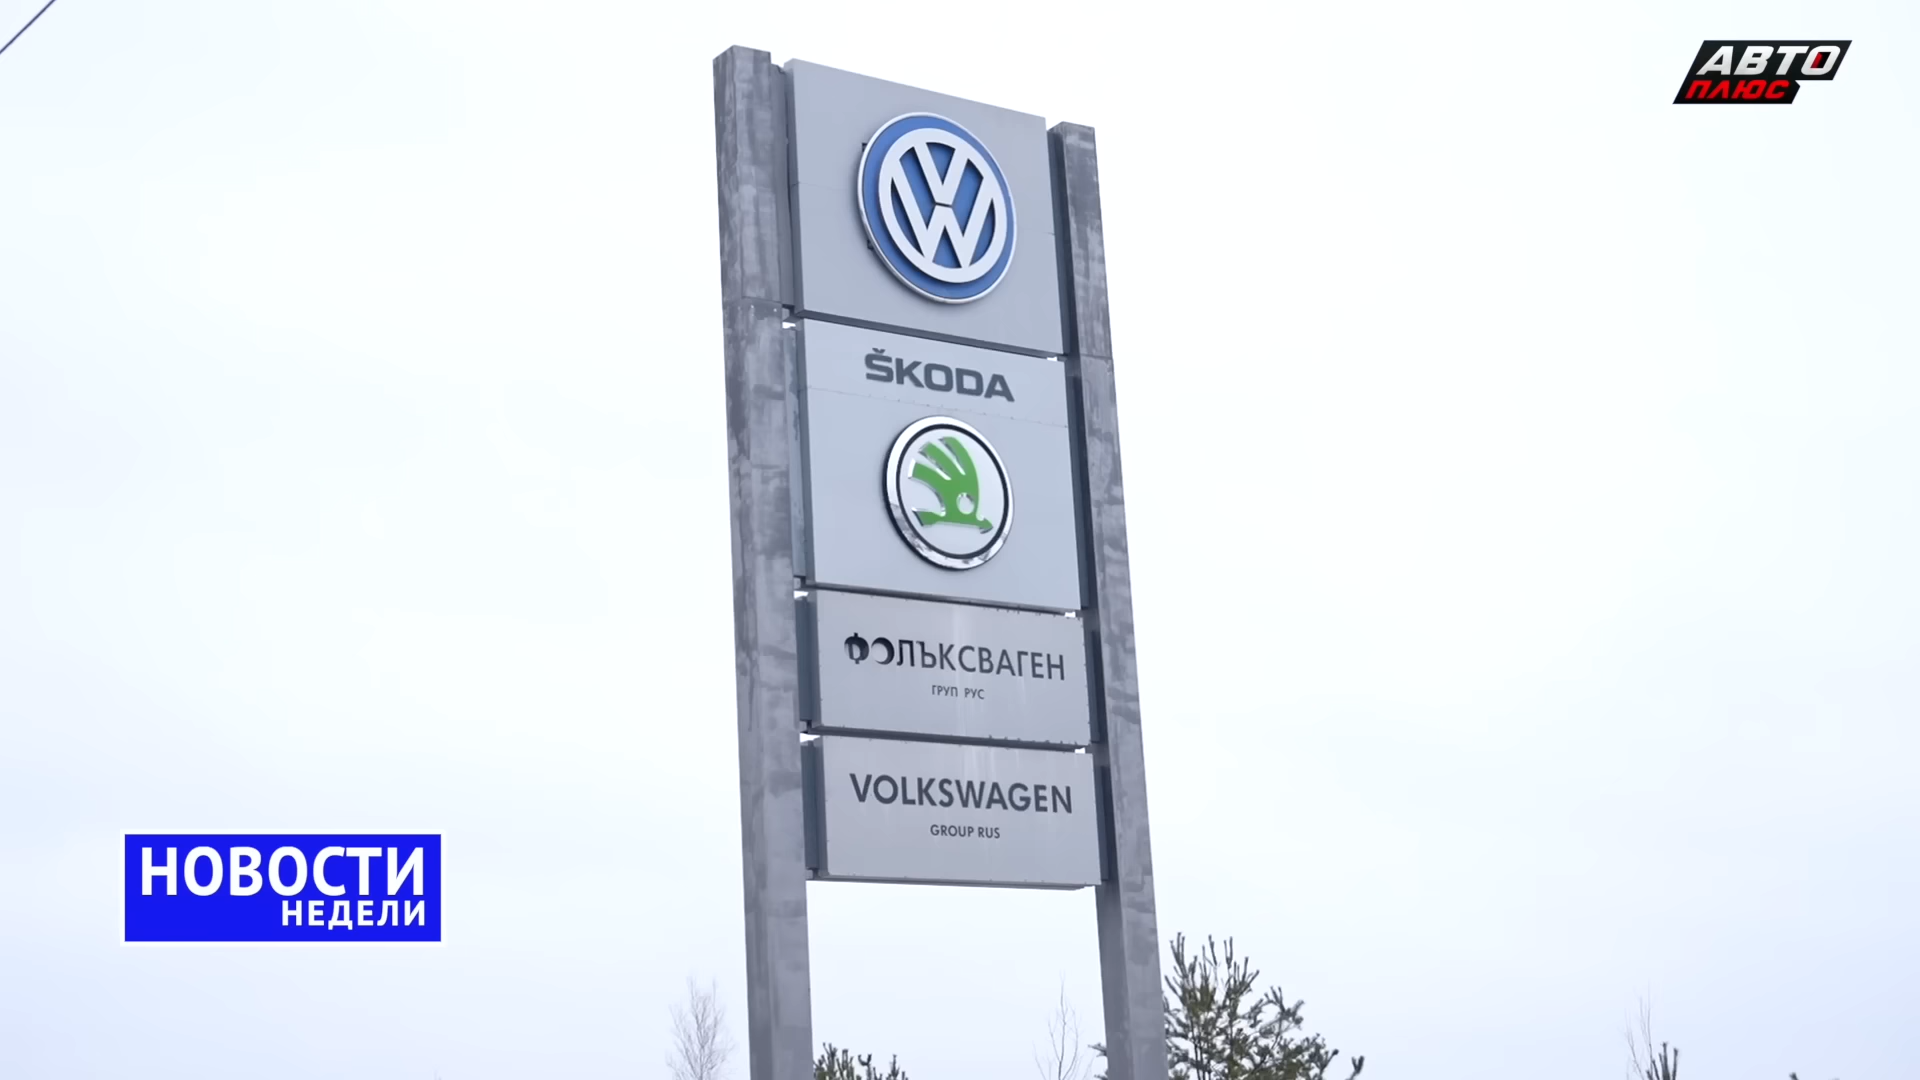 АВТО
ПЛЮС
ŠKODA
ФОЛЬКСВАГЕН
ГРУП РУС
VOLKSWAGEN
GROUP RUS
НОВОСТИ
НЕДЕЛИ